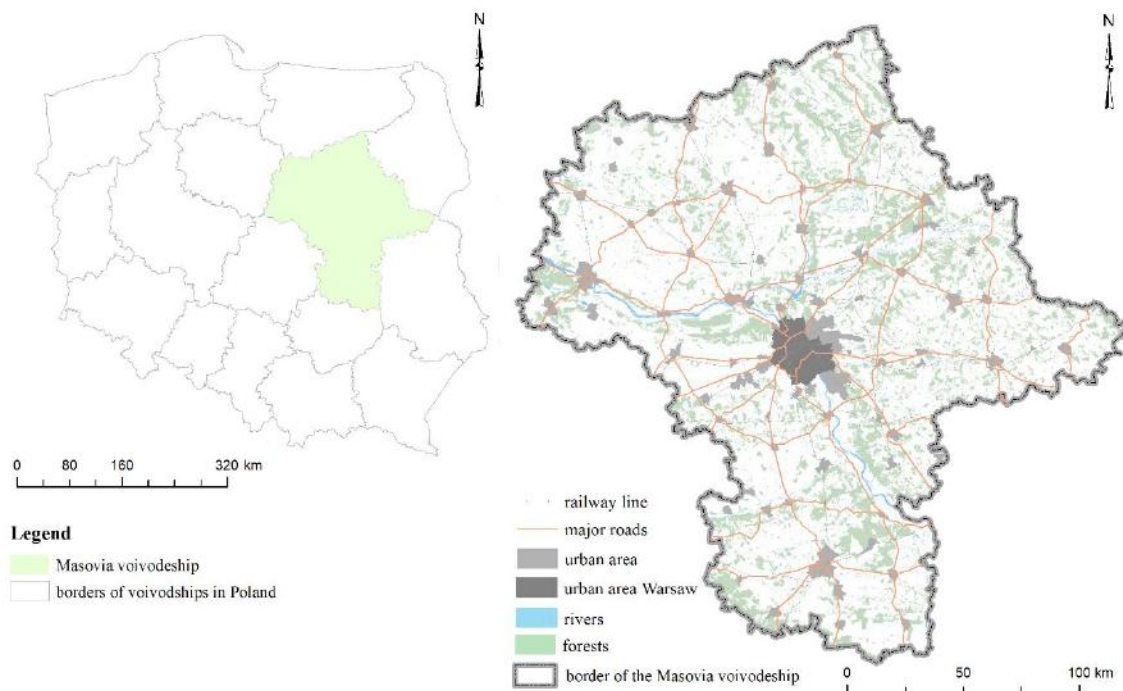 N
0 80 160 320 km
Legend
Masovia voivodeship
borders of voivodships in Poland
N
railway line
major roads
urban area
urban area Warsaw
rivers
forests
border of the Masovia voivodeship
0 50 100 km